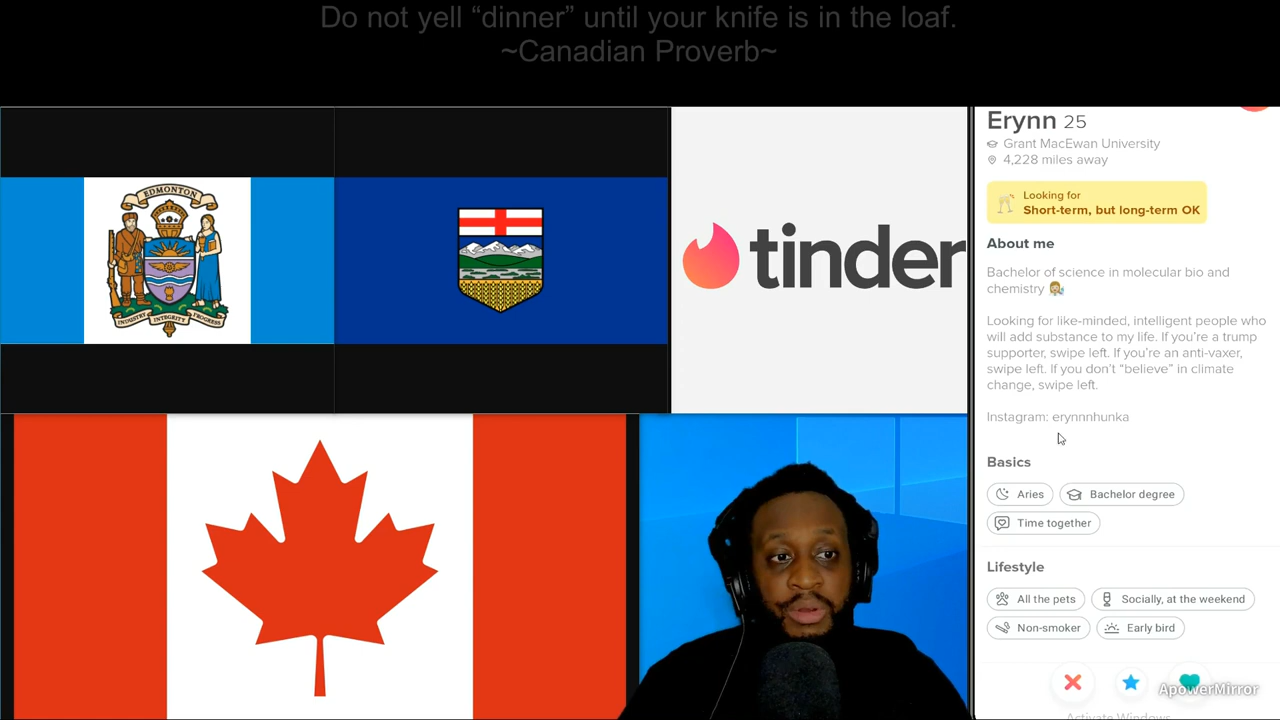 Do not yell “dinner” until your knife is in the loaf.
~Canadian Proverb~
EDMONTON
INDUSTRY INTEGRITY PROGRESS
tinder
Erynn 25
Grant MacEwan University
4,228 miles away
Looking for
Short-term, but long-term OK
About me
Bachelor of science in molecular bio and
chemistry 👩🏼‍🔬
Looking for like-minded, intelligent people who
will add substance to my life. If you’re a trump
supporter, swipe left. If you’re an anti-vaxer,
swipe left. If you don’t “believe” in climate
change, swipe left.
Instagram: erynnnhunka
Basics
Aries
Bachelor degree
Time together
Lifestyle
All the pets
Socially, at the weekend
Non-smoker
Early bird
ApowerMirror
Activate Windows